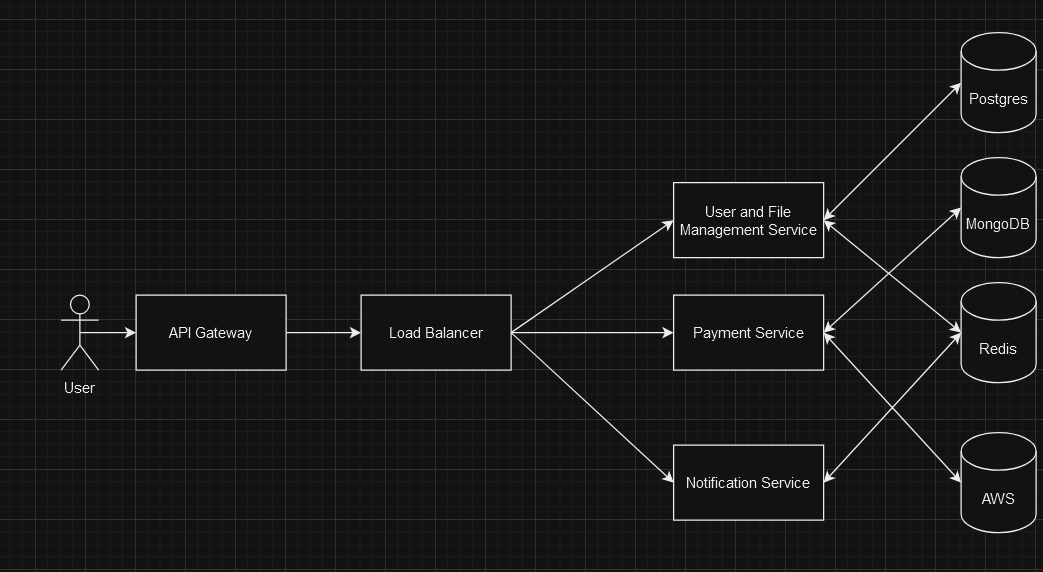 User
API Gateway
Load Balancer
User and File
Management Service
Payment Service
Notification Service
Postgres
MongoDB
Redis
AWS